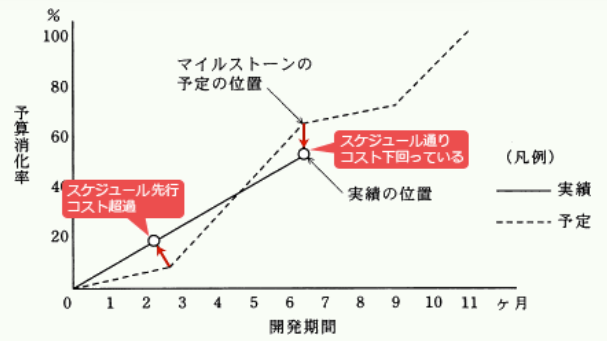 %
100
80
60
40
20
予算消化率
マイルストーンの
予定の位置
スケジュール通り
コスト下回っている
スケジュール先行
コスト超過
実績の位置
(凡例)
実績
予定
0 1 2 3 4 5 6 7 8 9 10 11 ヶ月
開発期間